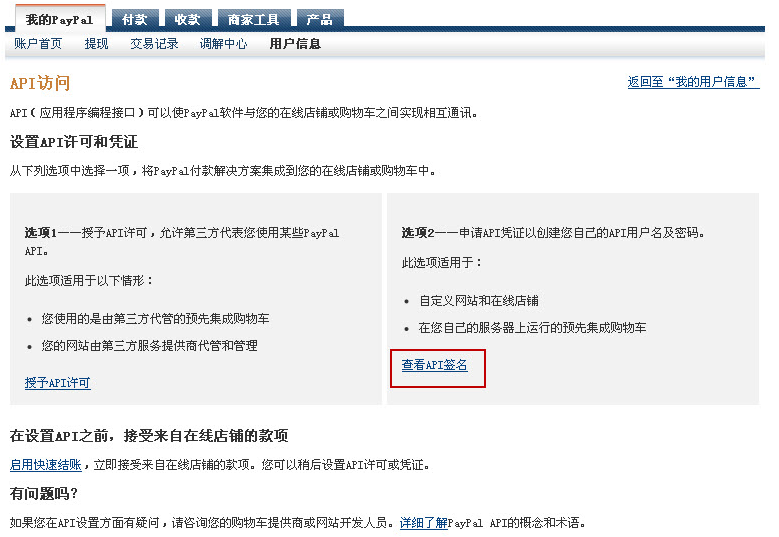 我的PayPal 付款 收款 商家工具 产品
账户首页 提现 交易记录 调解中心 用户信息
API访问 返回至“我的用户信息”
API(应用程序编程接口)可以使PayPal软件与您的在线店铺或购物车之间实现相互通讯。
设置API许可和凭证
从下列选项中选择一项,将PayPal付款解决方案集成到您的在线店铺或购物车中。
选项1——授予API许可,允许第三方代表您使用某些PayPal
API。
此选项适用于以下情形:
• 您使用的是由第三方代管的预先集成购物车
• 您的网站由第三方服务提供商代管和管理
授予API许可
选项2——申请API凭证以创建您自己的API用户名及密码。
此选项适用于:
• 自定义网站和在线店铺
• 在您自己的服务器上运行的预先集成购物车
查看API签名
在设置API之前,接受来自在线店铺的款项
启用快速结账,立即接受来自在线店铺的款项。您可以稍后设置API许可或凭证。
有问题吗?
如果您在API设置方面有疑问,请咨询您的购物车提供商或网站开发人员。详细了解PayPal API的概念和术语。